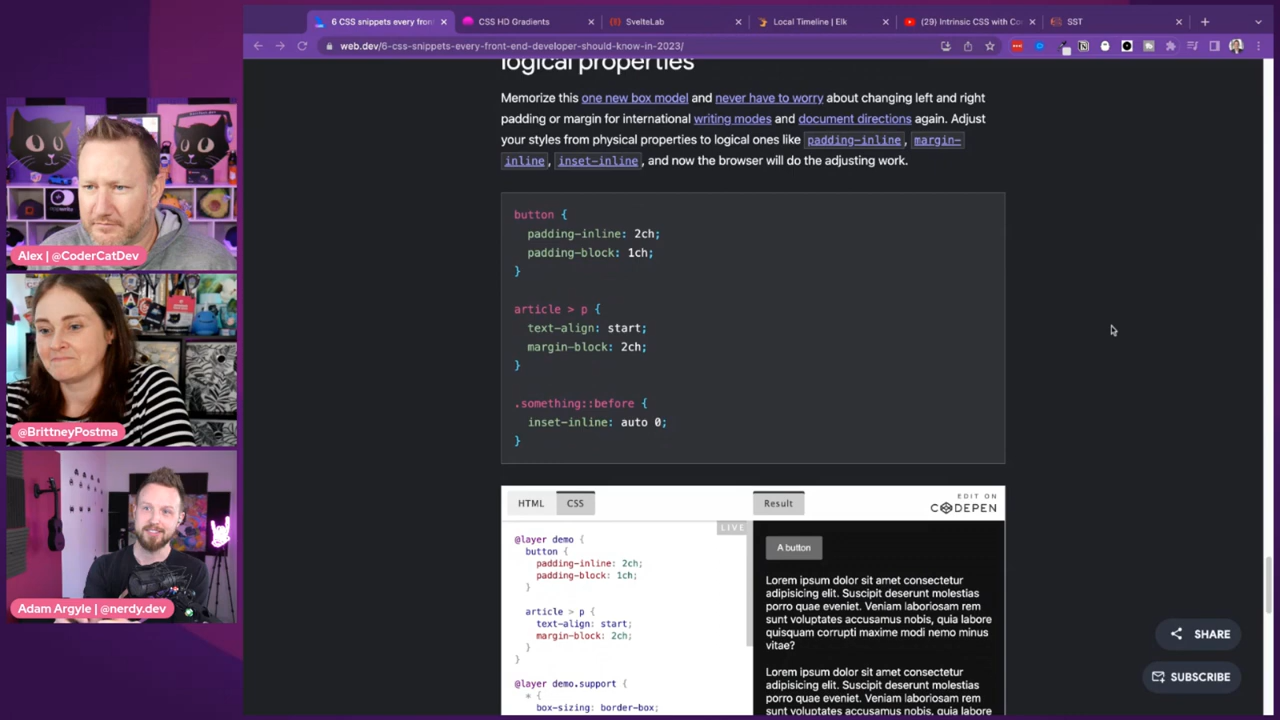 6 CSS snippets every fron
CSS HD Gradients
SvelteLab
Local Timeline | Elk
(29) Intrinsic CSS with Co
SST
web.dev/6-css-snippets-every-front-end-developer-should-know-in-2023/
logical properties
Memorize this one new box model and never have to worry about changing left and right
padding or margin for international writing modes and document directions again. Adjust
your styles from physical properties to logical ones like padding-inline, margin-
inline, inset-inline, and now the browser will do the adjusting work.
button {
padding-inline: 2ch;
padding-block: 1ch;
}
article > p {
text-align: start;
margin-block: 2ch;
}
.something::before {
inset-inline: auto 0;
}
HTML
CSS
Result
EDIT ON
CODEPEN
LIVE
@layer demo {
button {
padding-inline: 2ch;
padding-block: 1ch;
}
article > p {
text-align: start;
margin-block: 2ch;
}
}
@layer demo.support {
* {
box-sizing: border-box;
A button
Lorem ipsum dolor sit amet consectetur
adipisicing elit. Suscipit deserunt molestias
porro quae eveniet. Veniam laboriosam rem
sunt voluptates accusamus nobis, quia labore
quisquam corrupti maxime modi nemo minus
vitae?
Lorem ipsum dolor sit amet consectetur
adipisicing elit. Suscipit deserunt molestias
porro quae eveniet. Veniam laboriosam rem
SHARE
SUBSCRIBE
Alex | @CoderCatDev
@BrittneyPostma
Adam Argyle | @nerdy.dev